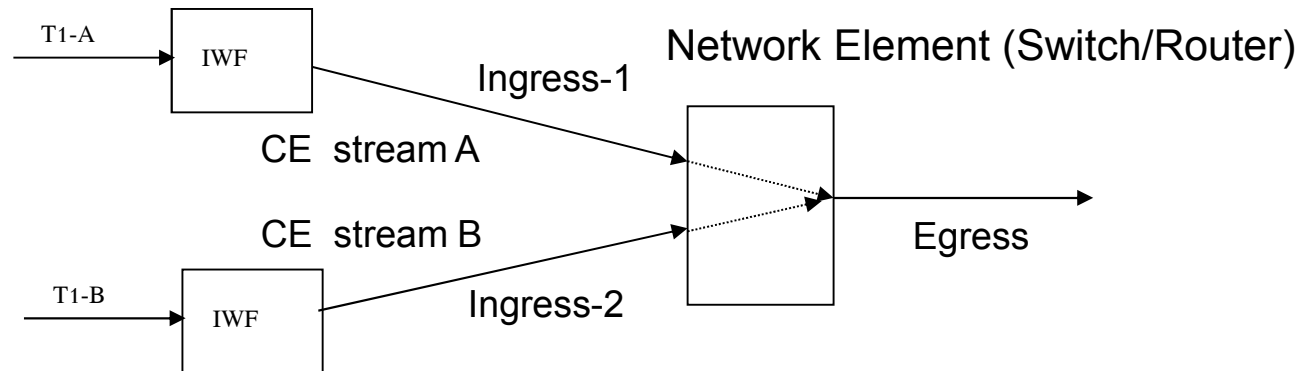 T1-A
IWF
Network Element (Switch/Router)
Ingress-1
CE stream A
CE stream B
Egress
T1-B
IWF
Ingress-2